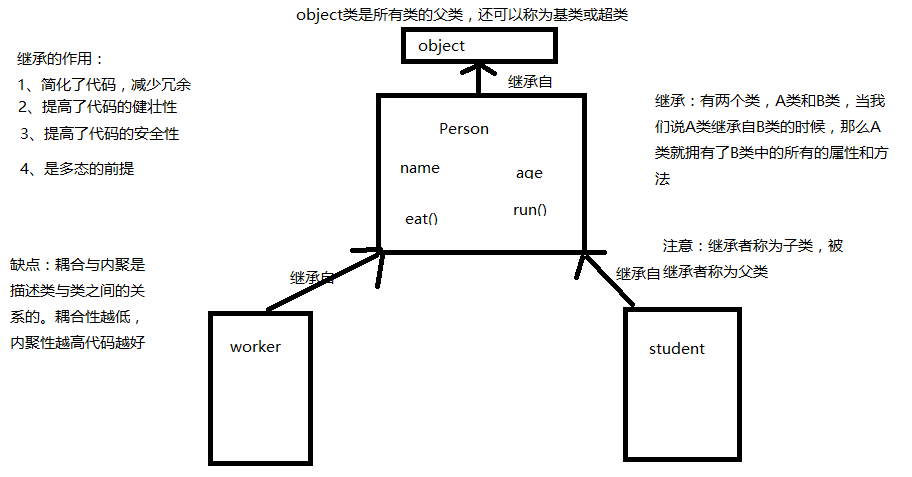 object类是所有类的父类，还可以称为基类或超类
object
继承自
继承的作用：
1、简化了代码，减少冗余
2、提高了代码的健壮性
3、提高了代码的安全性
4、是多态的前提
Person
name
age
eat()
run()
继承：有两个类，A类和B类，当我
们说A类继承自B类的时候，那么A
类就拥有了B类中的所有的属性和方
法
注意：继承者称为子类，被
继承者称为父类
缺点：耦合与内聚是
描述类与类之间的关
系的。耦合性越低，
内聚性越高代码越好
继承自
继承自
worker
student